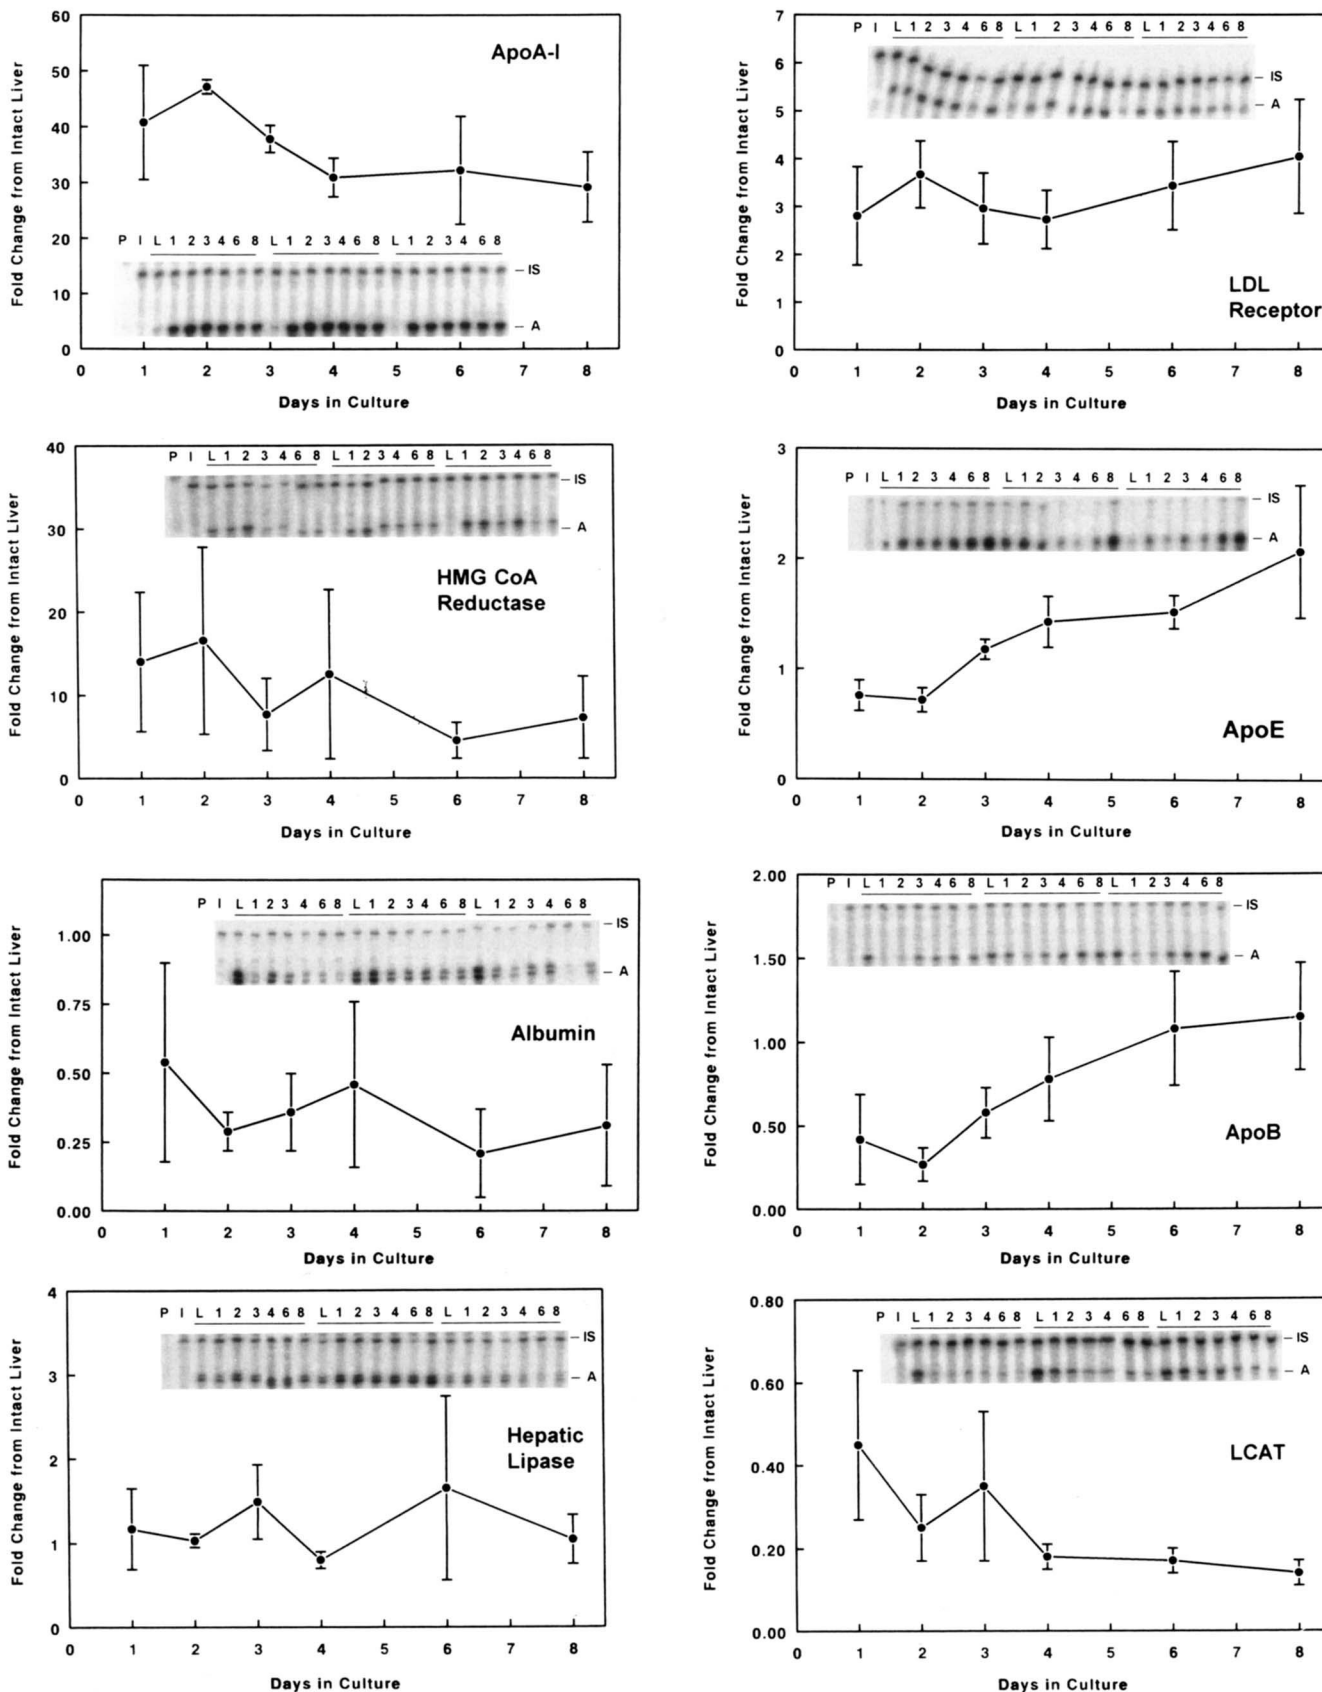 60
50
40
30
20
10
0
Fold Change from Intact Liver
ApoA-I
P I L 1 2 3 4 6 8 L 1 2 3 4 6 8 L 1 2 3 4 6 8
IS
A
0 1 2 3 4 5 6 7 8
Days in Culture
7
6
5
4
3
2
1
0
Fold Change from Intact Liver
P I L 1 2 3 4 6 8 L 1 2 3 4 6 8 L 1 2 3 4 6 8
IS
A
LDL
Receptor
0 1 2 3 4 5 6 7 8
Days in Culture
40
30
20
10
0
Fold Change from Intact Liver
P I L 1 2 3 4 6 8 L 1 2 3 4 6 8 L 1 2 3 4 6 8
IS
A
HMG CoA
Reductase
0 1 2 3 4 5 6 7 8
Days in Culture
3
2
1
0
Fold Change from Intact Liver
P I L 1 2 3 4 6 8 L 1 2 3 4 6 8 L 1 2 3 4 6 8
IS
A
ApoE
0 1 2 3 4 5 6 7 8
Days in Culture
1.00
0.75
0.50
0.25
0.00
Fold Change from Intact Liver
P I L 1 2 3 4 6 8 L 1 2 3 4 6 8 L 1 2 3 4 6 8
IS
A
Albumin
0 1 2 3 4 5 6 7 8
Days in Culture
2.00
1.50
1.00
0.50
0.00
Fold Change from Intact Liver
P I L 1 2 3 4 6 8 L 1 2 3 4 6 8 L 1 2 3 4 6 8
IS
A
ApoB
0 1 2 3 4 5 6 7 8
Days in Culture
4
3
2
1
0
Fold Change from Intact Liver
P I L 1 2 3 4 6 8 L 1 2 3 4 6 8 L 1 2 3 4 6 8
IS
A
Hepatic
Lipase
0 1 2 3 4 5 6 7 8
Days in Culture
0.80
0.60
0.40
0.20
0.00
Fold Change from Intact Liver
P I L 1 2 3 4 6 8 L 1 2 3 4 6 8 L 1 2 3 4 6 8
IS
A
LCAT
0 1 2 3 4 5 6 7 8
Days in Culture